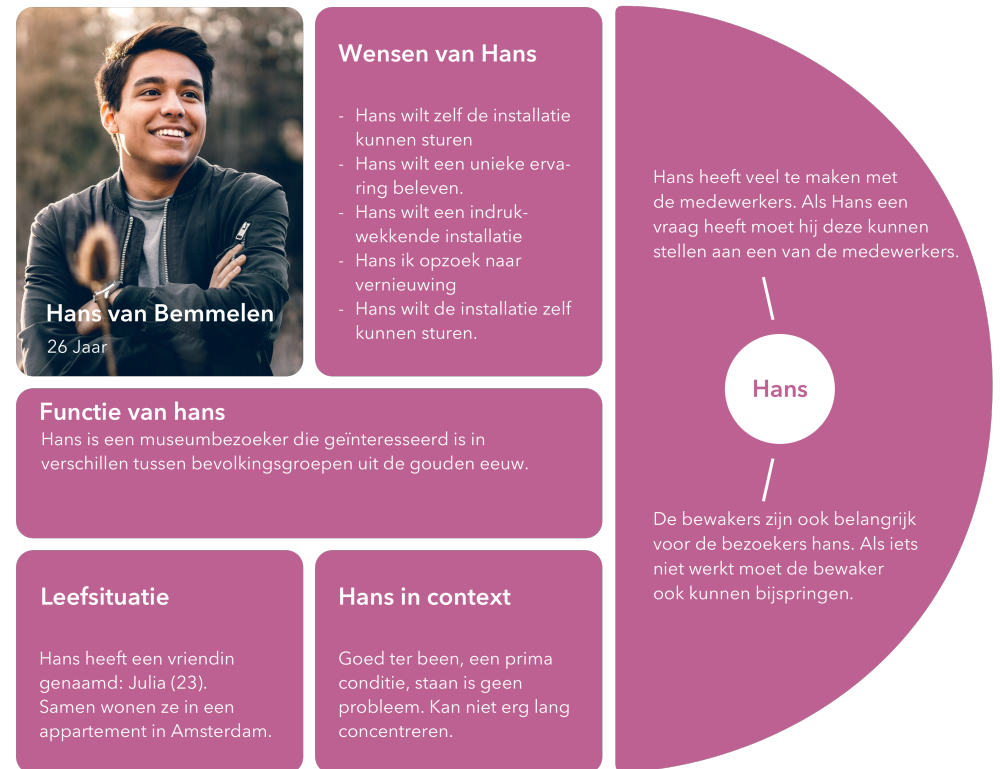 Hans van Bemmelen
26 Jaar
Wensen van Hans
- Hans wilt zelf de installatie
kunnen sturen
- Hans wilt een unieke erva-
ring beleven.
- Hans wilt een indruk-
wekkende installatie
- Hans ik opzoek naar
vernieuwing
- Hans wilt de installatie zelf
kunnen sturen.
Functie van hans
Hans is een museumbezoeker die geïnteresseerd is in
verschillen tussen bevolkingsgroepen uit de gouden eeuw.
Leefsituatie
Hans heeft een vriendin
genaamd: Julia (23).
Samen wonen ze in een
appartement in Amsterdam.
Hans in context
Goed ter been, een prima
conditie, staan is geen
probleem. Kan niet erg lang
concentreren.
Hans heeft veel te maken met
de medewerkers. Als Hans een
vraag heeft moet hij deze kunnen
stellen aan een van de medewerkers.
Hans
De bewakers zijn ook belangrijk
voor de bezoekers hans. Als iets
niet werkt moet de bewaker
ook kunnen bijspringen.